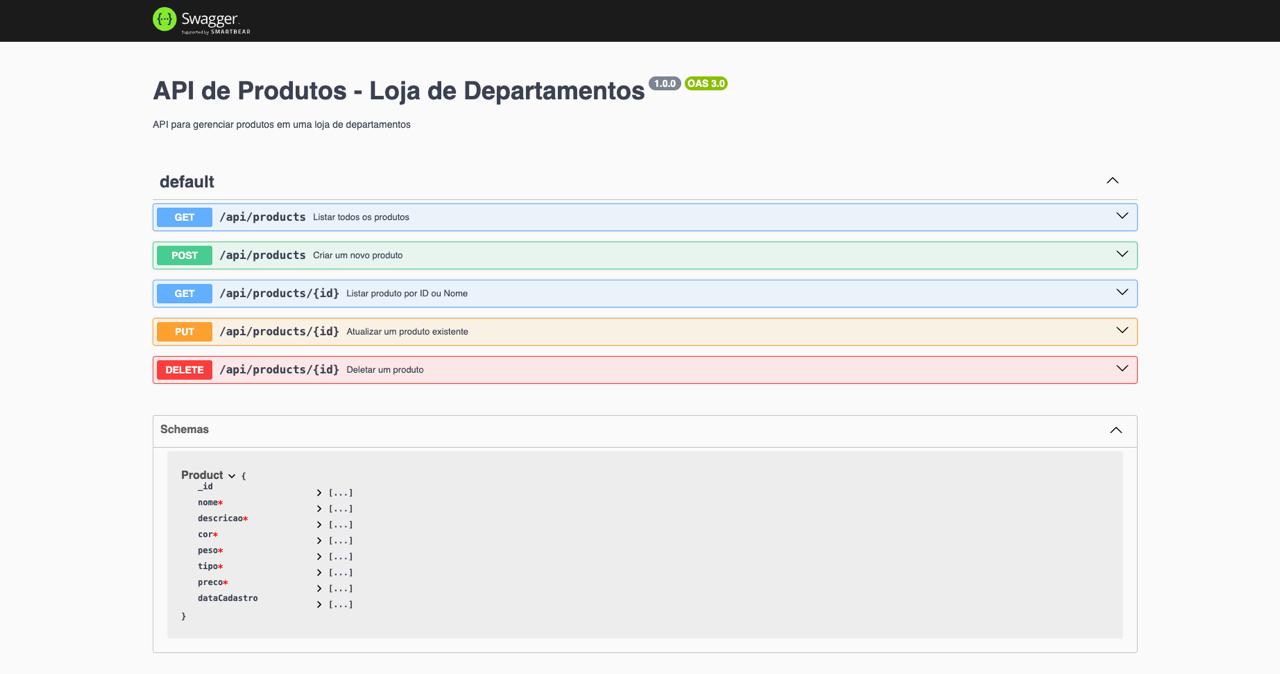 Swagger.
Supported by SMARTBEAR
API de Produtos - Loja de Departamentos 1.0.0 OAS 3.0
API para gerenciar produtos em uma loja de departamentos
default
GET /api/products Listar todos os produtos
POST /api/products Criar um novo produto
GET /api/products/{id} Listar produto por ID ou Nome
PUT /api/products/{id} Atualizar um produto existente
DELETE /api/products/{id} Deletar um produto
Schemas
Product {
_id [...]
nome* [...]
descricao* [...]
cor* [...]
peso* [...]
tipo* [...]
preco* [...]
dataCadastro [...]
}